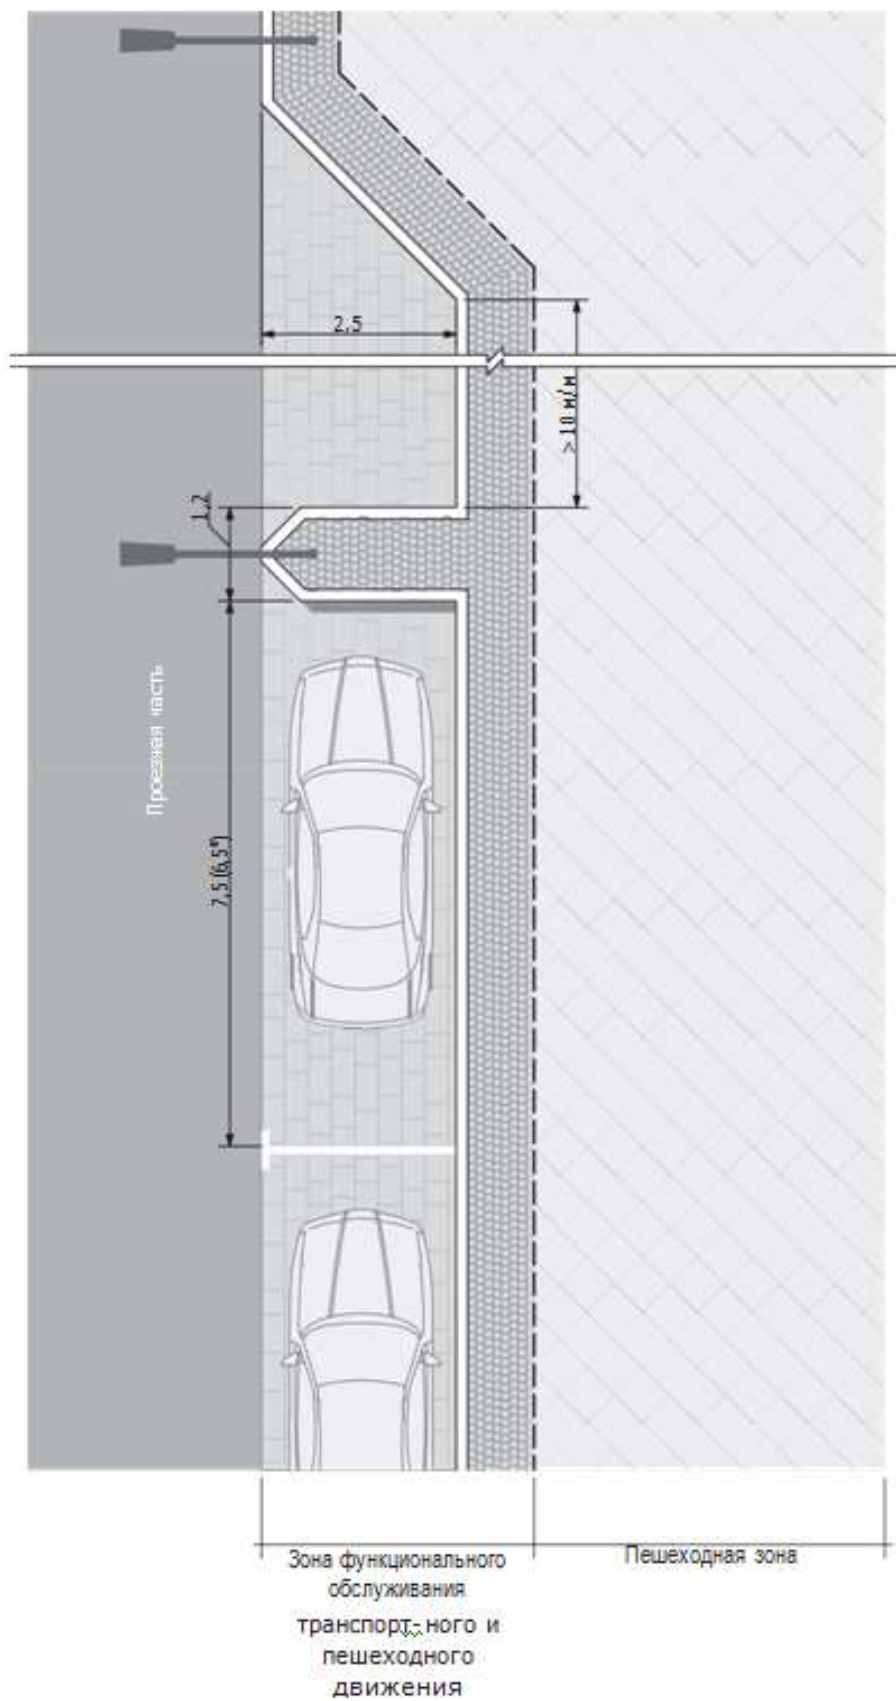 2,5
> 10 м/м
1,2
Проезжая часть
7,5(6,5*)
Зона функционального
обслуживания
транспорт-ного и
пешеходного
движения
Пешеходная зона